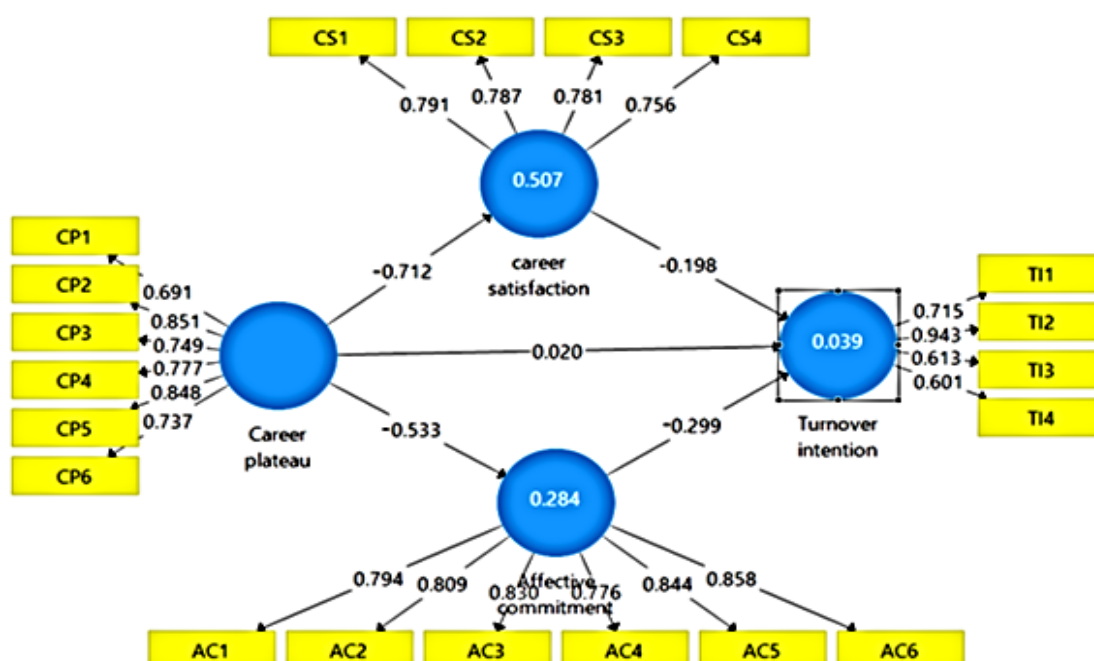 CS1 CS2 CS3 CS4
0.791 0.787 0.781 0.756
0.507
career
satisfaction
CP1
CP2
CP3
CP4
CP5
CP6
0.691
0.851
0.749
0.777
0.848
0.737
Career
plateau
-0.712
-0.198
0.020
-0.533
-0.299
0.039
Turnover
intention
0.715
0.943
0.613
0.601
TI1
TI2
TI3
TI4
0.284
Affective
commitment
0.794 0.809 0.830 0.776 0.844 0.858
AC1 AC2 AC3 AC4 AC5 AC6